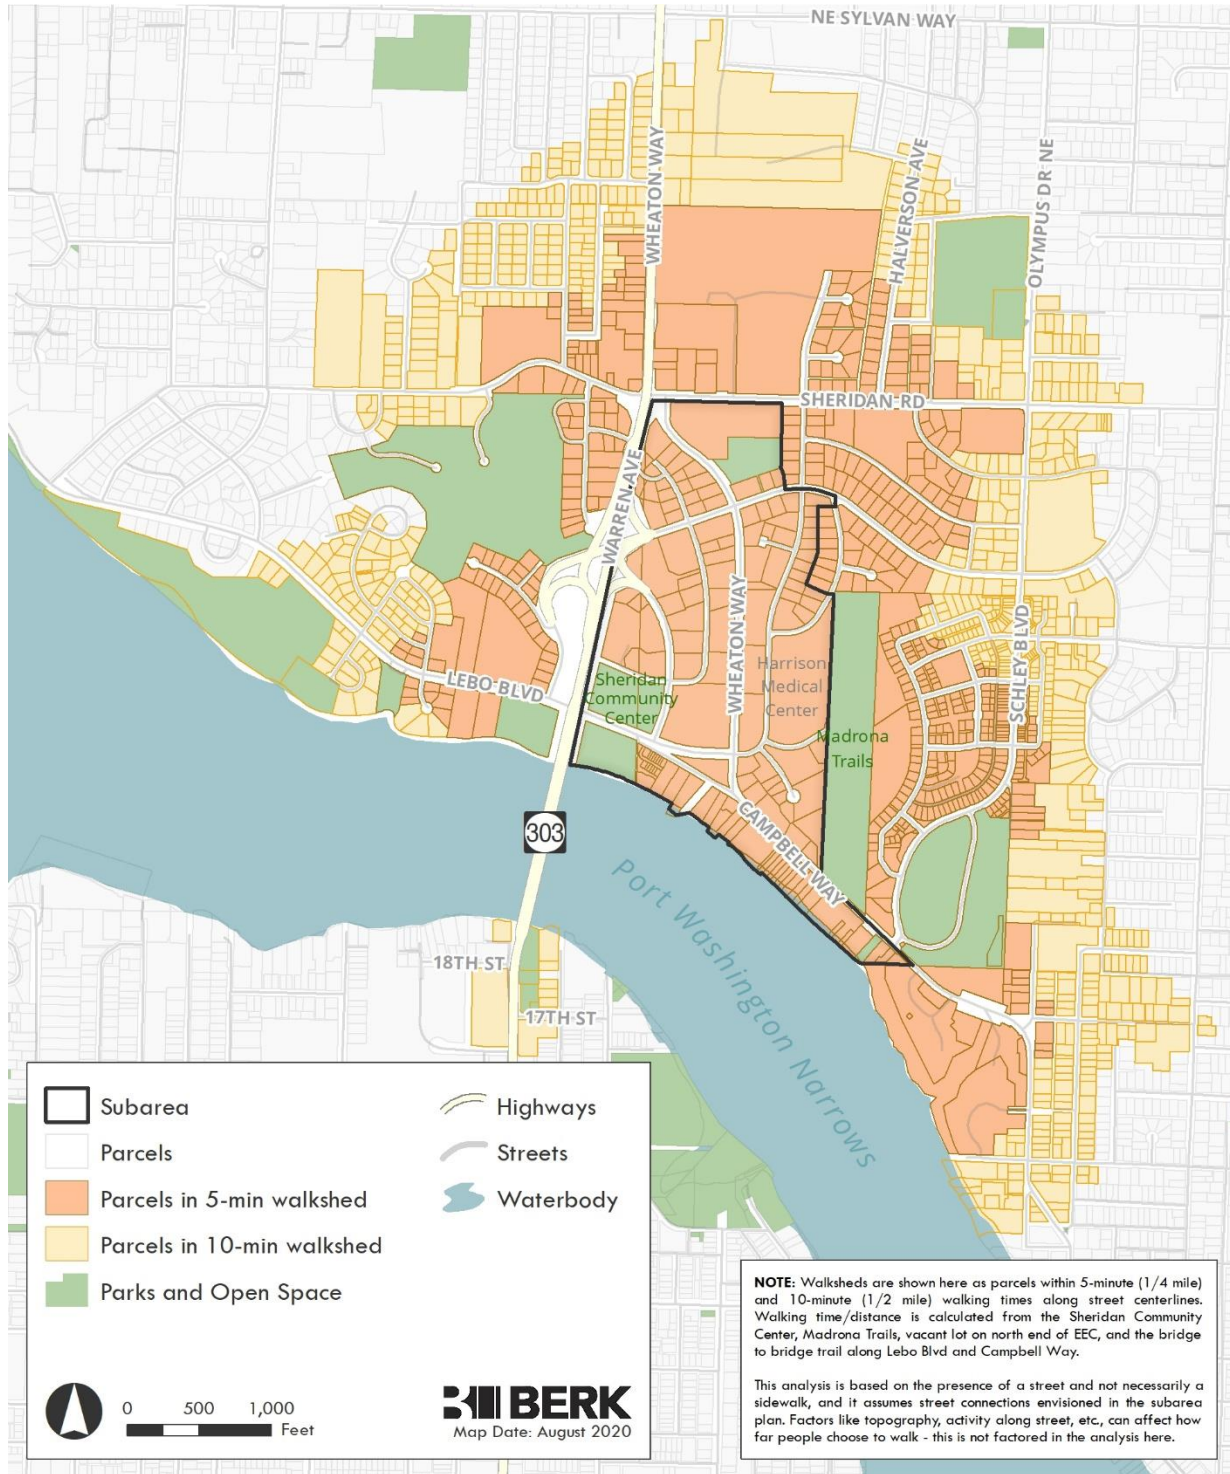 NE SYLVAN WAY
WHEATON WAY
HALVERSON AVE
OLYMPUS DR NE
SHERIDAN RD
WARREN AVE
WHEATON WAY
SCHLEY BLVD
LEBO BLVD
Sheridan
Community
Center
Harrison
Medical
Center
Madrona
Trails
CAMPBELL WAY
303
Port Washington Narrows
18TH ST
17TH ST
Subarea
Parcels
Parcels in 5-min walkshed
Parcels in 10-min walkshed
Parks and Open Space
Highways
Streets
Waterbody
0 500 1,000
Feet
BERK
Map Date: August 2020
NOTE: Walksheds are shown here as parcels within 5-minute (1/4 mile)
and 10-minute (1/2 mile) walking times along street centerlines.
Walking time/distance is calculated from the Sheridan Community
Center, Madrona Trails, vacant lot on north end of EEC, and the bridge
to bridge trail along Lebo Blvd and Campbell Way.
This analysis is based on the presence of a street and not necessarily a
sidewalk, and it assumes street connections envisioned in the subarea
plan. Factors like topography, activity along street, etc., can affect how
far people choose to walk - this is not factored in the analysis here.